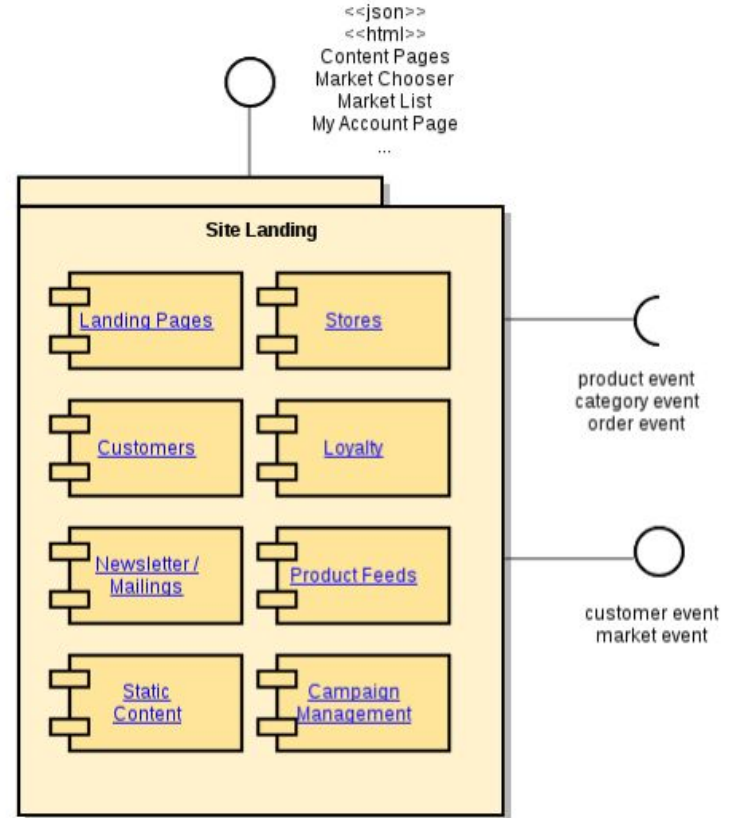 <<json>>
<<html>>
Content Pages
Market Chooser
Market List
My Account Page
...
Site Landing
Landing Pages
Stores
product event
category event
order event
Customers
Loyalty
Newsletter /
Mailings
Product Feeds
customer event
market event
Static
Content
Campaign
Management